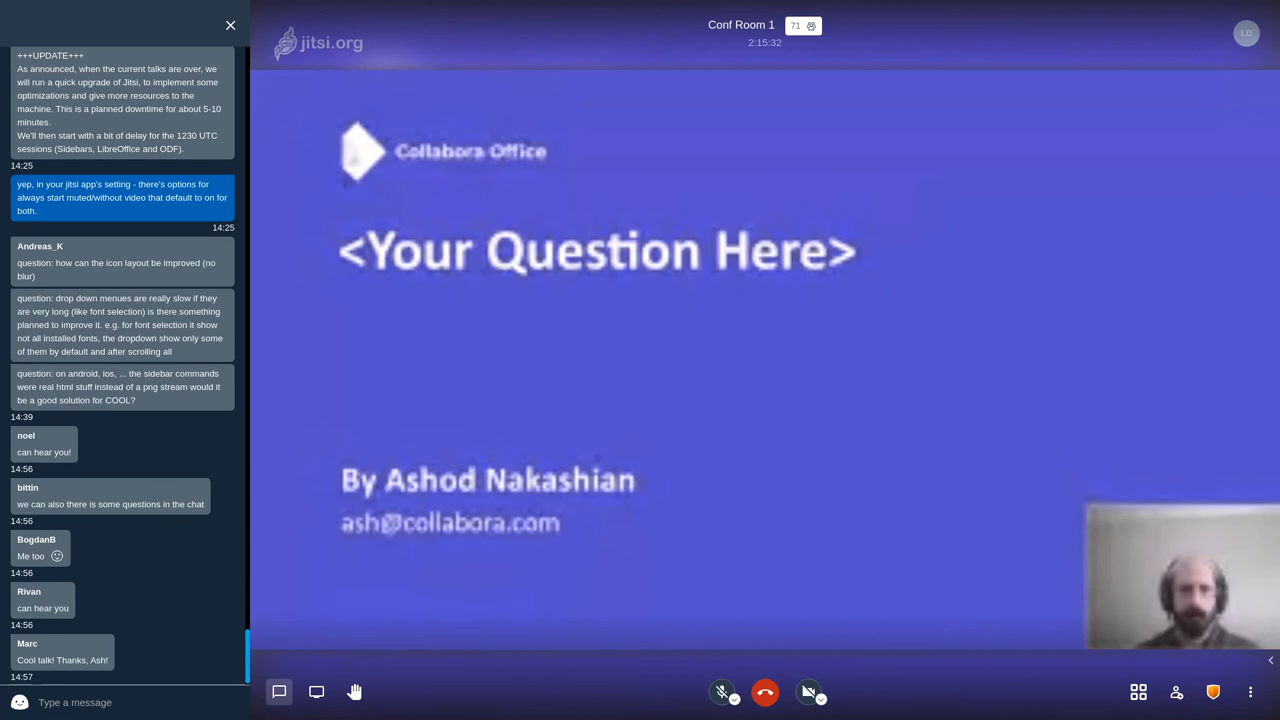 +++UPDATE+++
As announced, when the current talks are over, we
will run a quick upgrade of Jitsi, to implement some
optimizations and give more resources to the
machine. This is a planned downtime for about 5-10
minutes.
We'll then start with a bit of delay for the 1230 UTC
sessions (Sidebars, LibreOffice and ODF).
14:25
yep, in your jitsi app's setting - there's options for
always start muted/without video that default to on for
both.
14:25
Andreas_K
question: how can the icon layout be improved (no
blur)
question: drop down menues are really slow if they
are very long (like font selection) is there something
planned to improve it. e.g. for font selection it show
not all installed fonts, the dropdown show only some
of them by default and after scrolling all
question: on android, ios, ... the sidebar commands
were real html stuff instead of a png stream would it
be a good solution for COOL?
14:39
noel
can hear you!
14:56
bittin
we can also there is some questions in the chat
14:56
BogdanB
Me too
14:56
Rivan
can hear you
14:56
Marc
Cool talk! Thanks, Ash!
14:57
Type a message
jitsi.org
Conf Room 1
71
2:15:32
LD
Collabora Office
<Your Question Here>
By Ashod Nakashian
ash@collabora.com